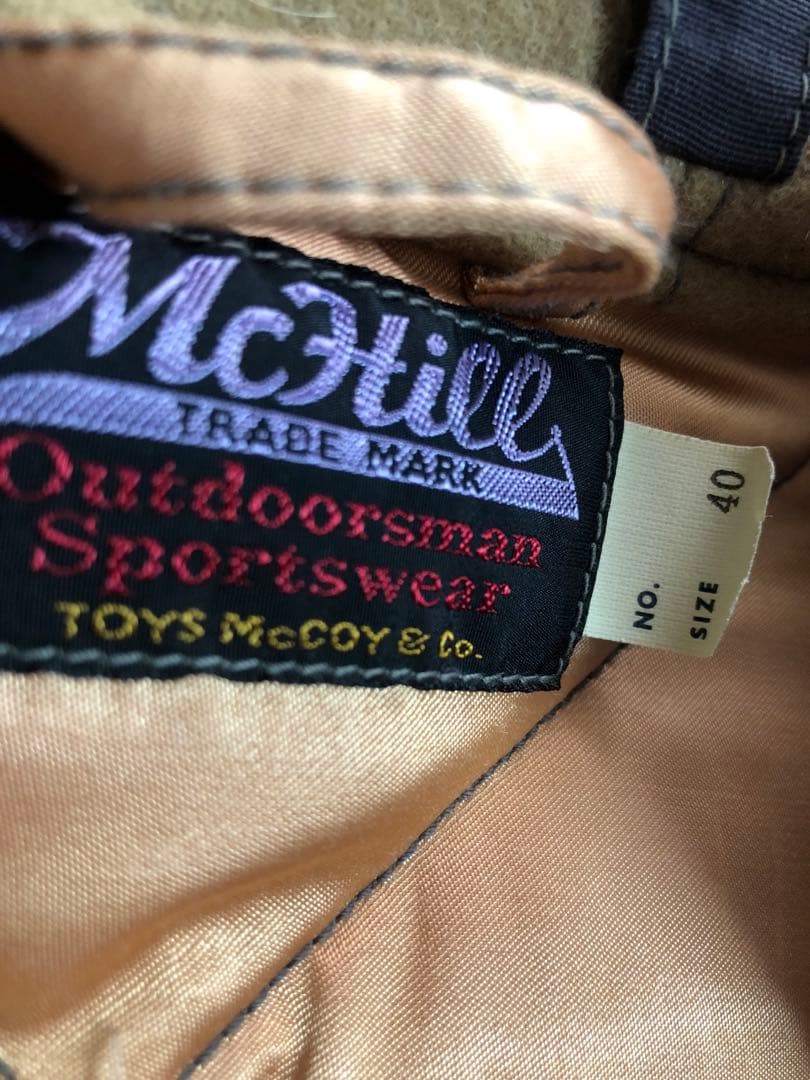 McHill
TRADE MARK
Outdoorsman
Sportswear
TOYS McCOY & Co.
NO.
SIZE 40